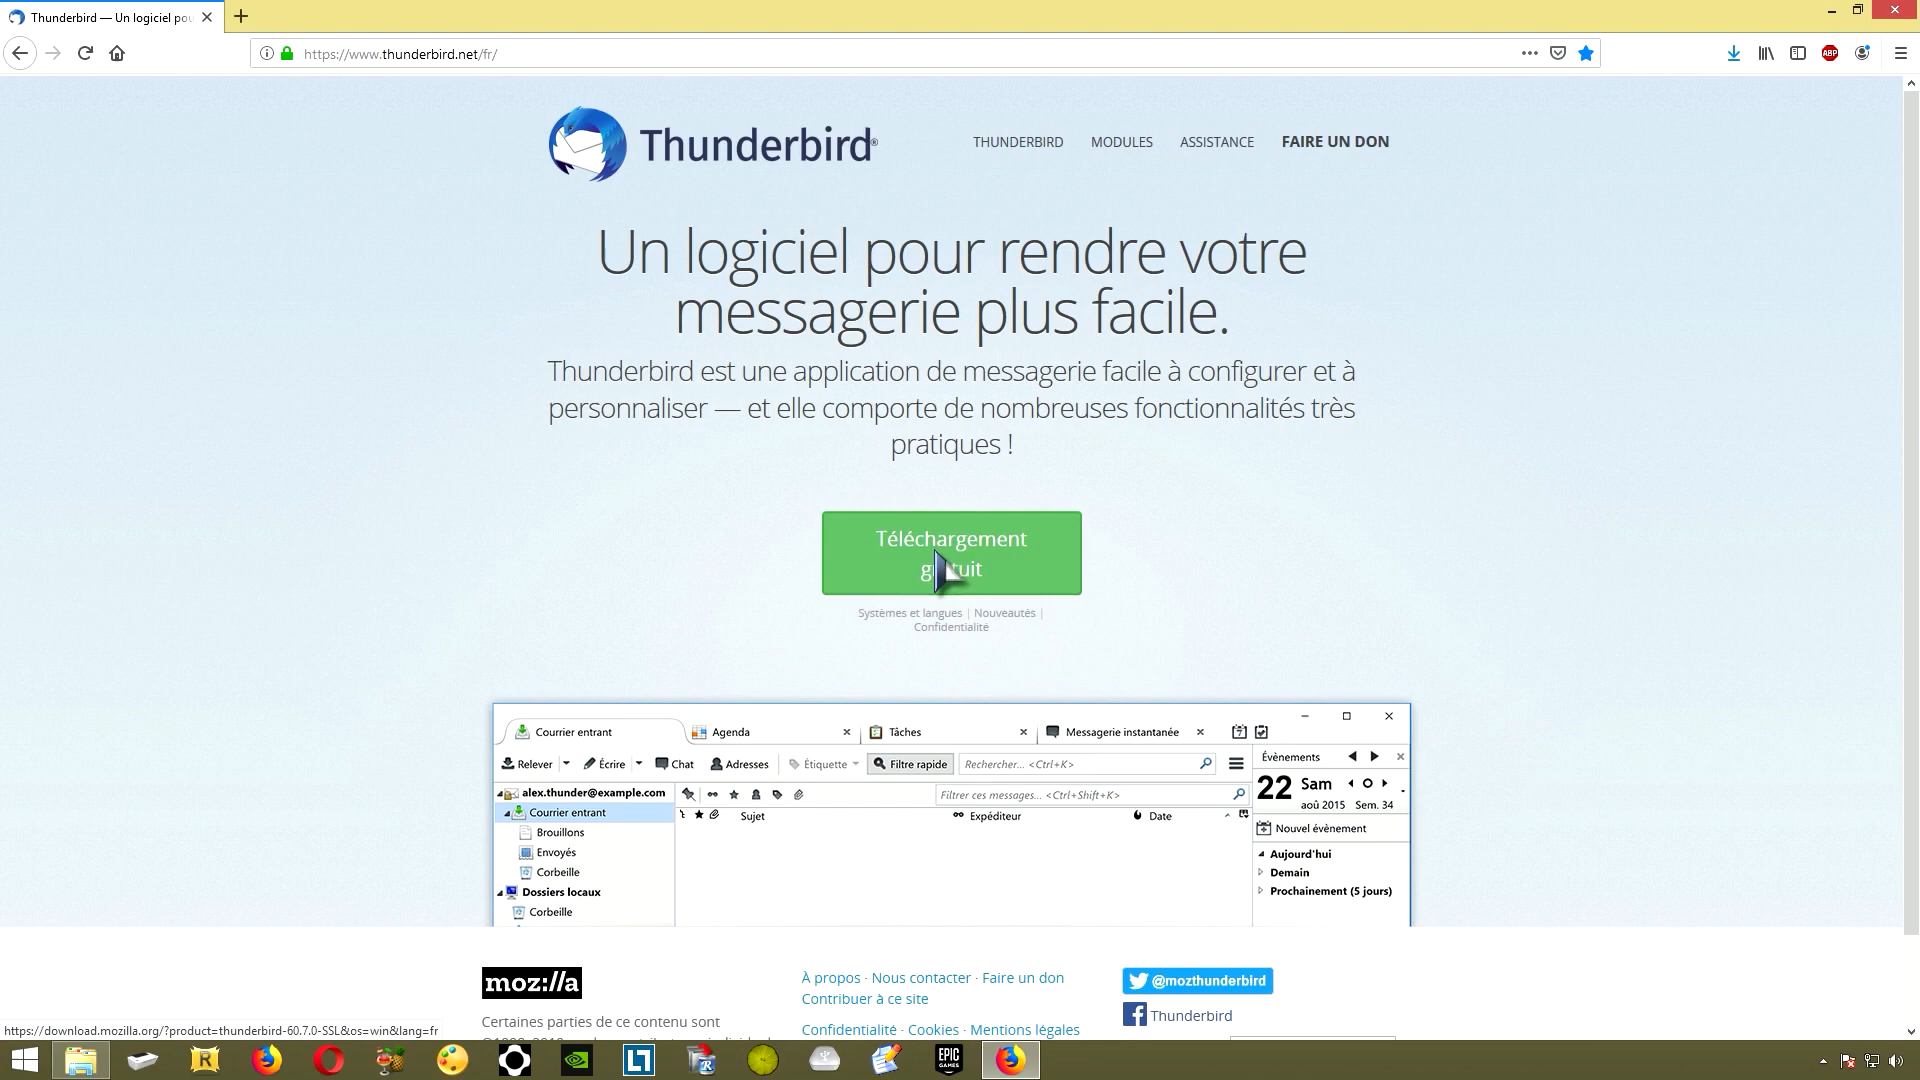 Thunderbird — Un logiciel pou
https://www.thunderbird.net/fr/
ABP
Thunderbird®
THUNDERBIRD MODULES ASSISTANCE FAIRE UN DON
Un logiciel pour rendre votre
messagerie plus facile.
Thunderbird est une application de messagerie facile à configurer et à
personnaliser — et elle comporte de nombreuses fonctionnalités très
pratiques !
Téléchargement
Systèmes et langues | Nouveautés |
Confidentialité
Courrier entrant Agenda Tâches Messagerie instantanée
Relever Écrire Chat Adresses Étiquette Filtre rapide Rechercher... <Ctrl+K>
Évènements
alex.thunder@example.com
Filtrer ces messages... <Ctrl+Shift+K>
22 Sam
août 2015 Sem. 34
Courrier entrant
Sujet Expéditeur Date
Brouillons
Nouvel évènement
Envoyés
Aujourd'hui
Corbeille
Demain
Dossiers locaux
Prochainement (5 jours)
Corbeille
moz://a
À propos · Nous contacter · Faire un don
Contribuer à ce site
@mozthunderbird
Thunderbird
Certaines parties de ce contenu sont
Confidentialité · Cookies · Mentions légales
https://download.mozilla.org/?product=thunderbird-60.7.0-SSL&os=win&lang=fr
R
LT
R
EPIC
GAMES